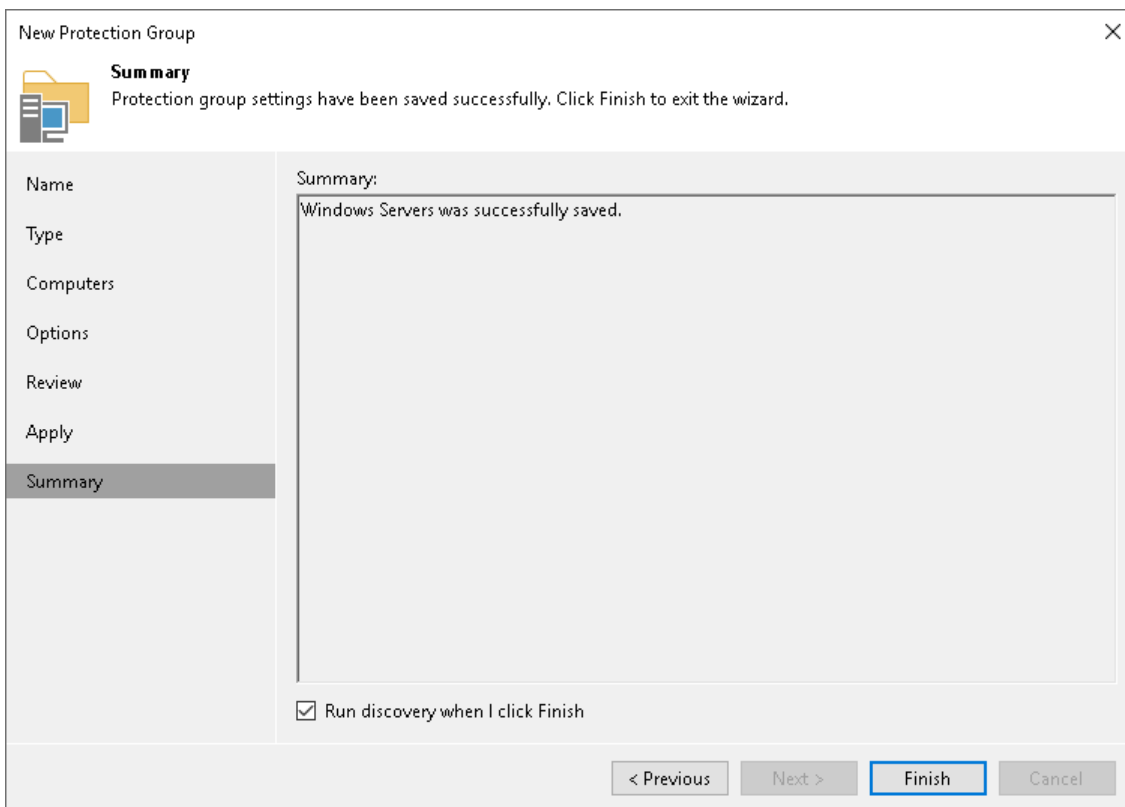 New Protection Group
Summary
Protection group settings have been saved successfully. Click Finish to exit the wizard.
Name
Type
Computers
Options
Review
Apply
Summary
Summary:
Windows Servers was successfully saved.
Run discovery when I click Finish
< Previous
Next >
Finish
Cancel